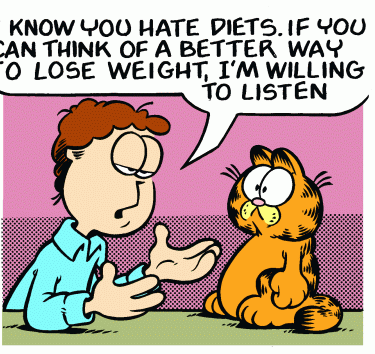 KNOW YOU HATE DIETS. IF YOU
CAN THINK OF A BETTER WAY
O LOSE WEIGHT, I'M WILLING
TO LISTEN